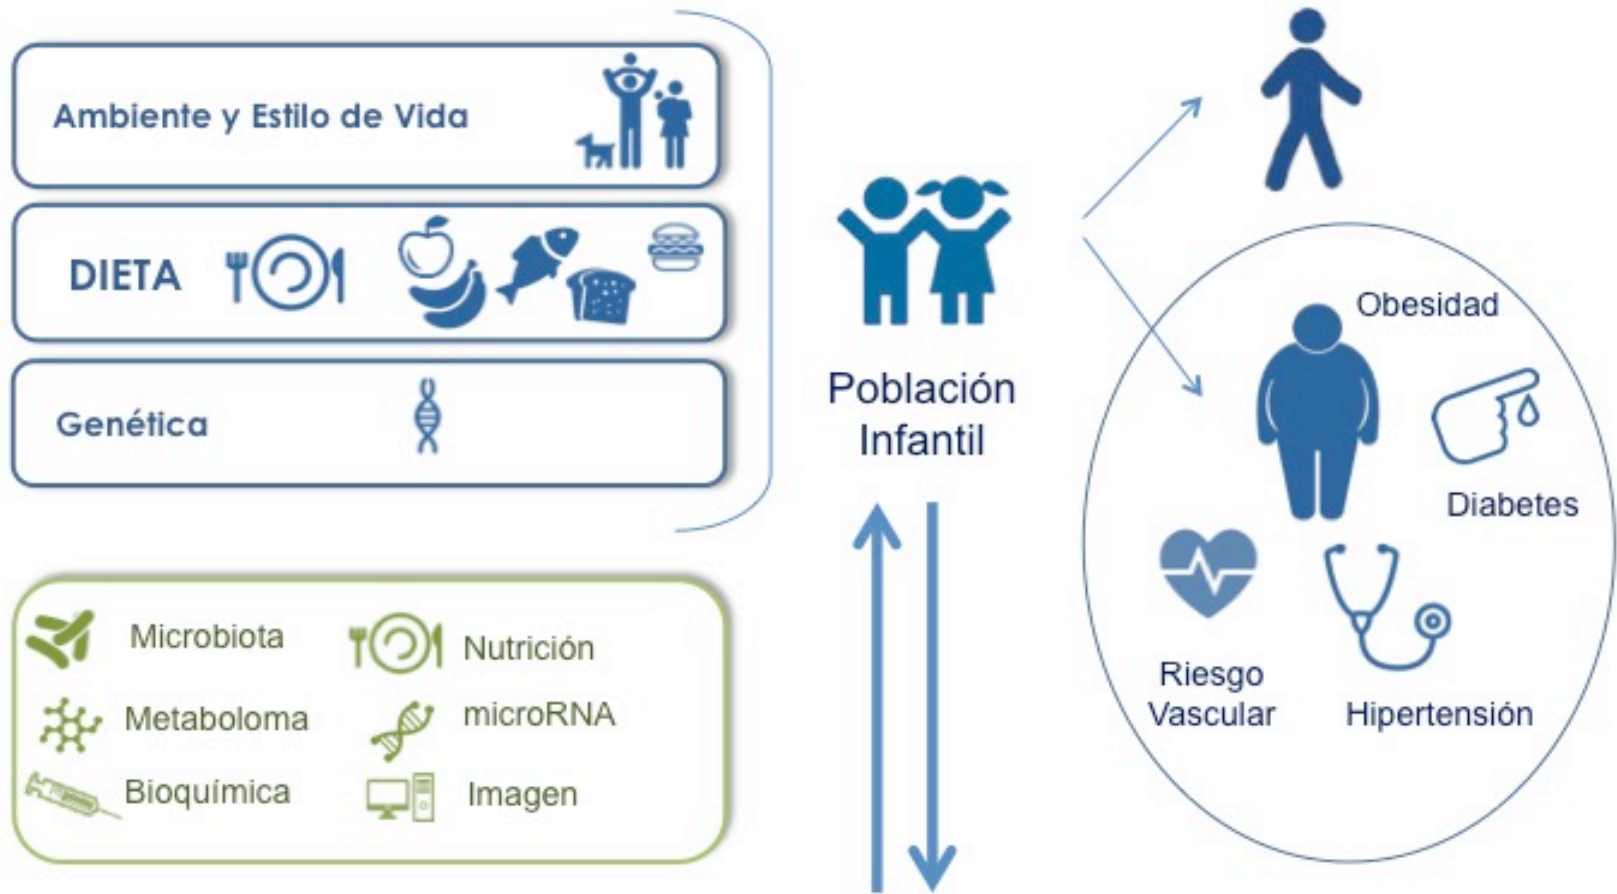 Ambiente y Estilo de Vida
DIETA
Genética
Microbiota
Nutrición
Metaboloma
microRNA
Bioquímica
Imagen
Población
Infantil
Obesidad
Diabetes
Riesgo
Vascular
Hipertensión